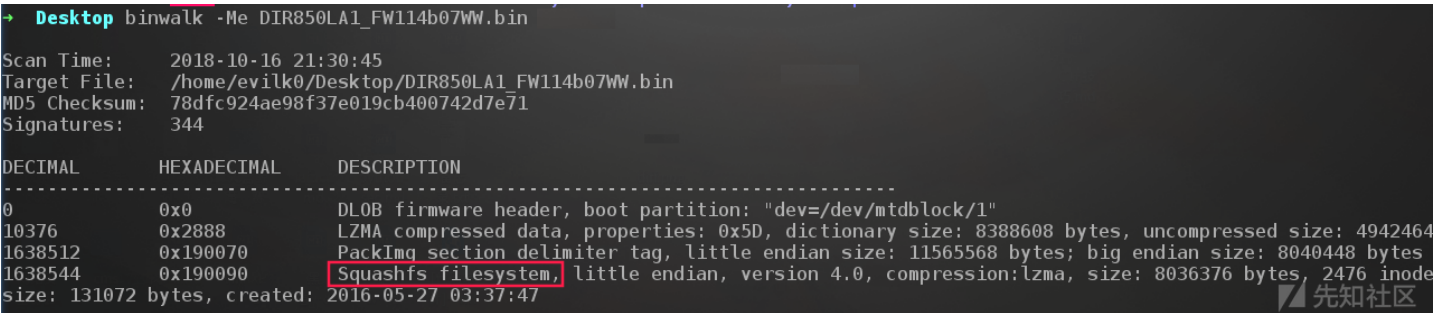 → Desktop binwalk -Me DIR850LA1_FW114b07WW.bin
Scan Time: 2018-10-16 21:30:45
Target File: /home/evilk0/Desktop/DIR850LA1_FW114b07WW.bin
MD5 Checksum: 78dfc924ae98f37e019cb400742d7e71
Signatures: 344
DECIMAL HEXADECIMAL DESCRIPTION
--------------------------------------------------------------------------------
0 0x0 DLOB firmware header, boot partition: "dev=/dev/mtdblock/1"
10376 0x2888 LZMA compressed data, properties: 0x5D, dictionary size: 8388608 bytes, uncompressed size: 4942464
1638512 0x190070 PackImg section delimiter tag, little endian size: 11565568 bytes; big endian size: 8040448 bytes
1638544 0x190090 Squashfs filesystem, little endian, version 4.0, compression:lzma, size: 8036376 bytes, 2476 inode
size: 131072 bytes, created: 2016-05-27 03:37:47
先知社区